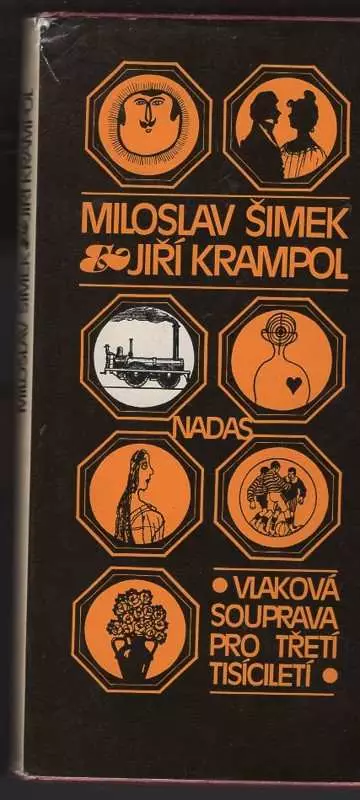 MILOSLAV ŠIMEK & JIŘÍ KRAMPOL
MILOSLAV ŠIMEK
& JIŘÍ KRAMPOL
NADAS
• VLAKOVÁ
SOUPRAVA
PRO TŘETÍ
TISÍCILETÍ •